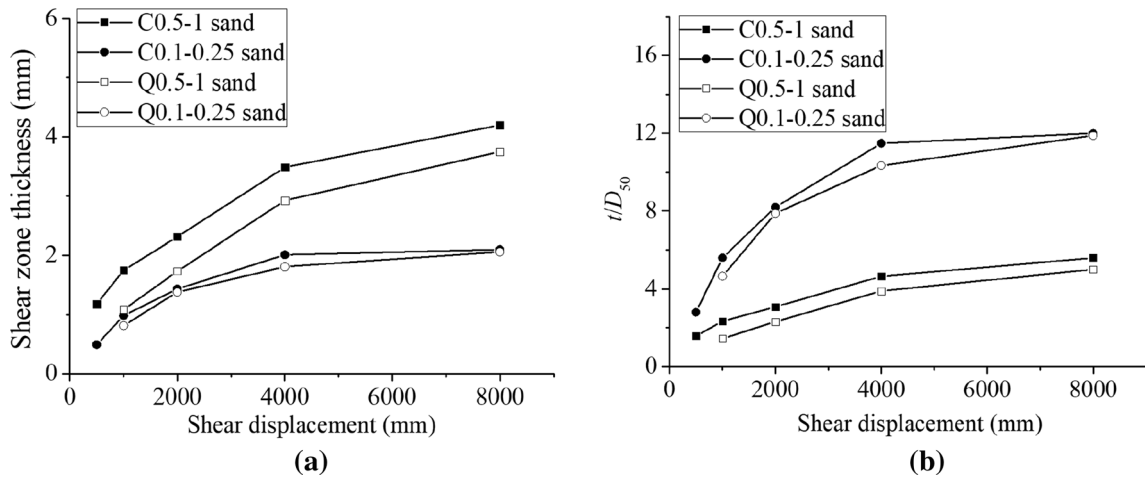 C0.5-1 sand
C0.1-0.25 sand
Q0.5-1 sand
Q0.1-0.25 sand
Shear zone thickness (mm)
6
4
2
0
0 2000 4000 6000 8000
Shear displacement (mm)
(a)
C0.5-1 sand
C0.1-0.25 sand
Q0.5-1 sand
Q0.1-0.25 sand
t/D50
16
12
8
4
0
0 2000 4000 6000 8000
Shear displacement (mm)
(b)